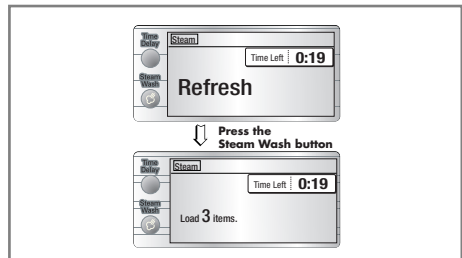 Time
Delay
Steam
Time Left 0:19
Steam
Wash
Refresh
Press the
Steam Wash button
Time
Delay
Steam
Time Left 0:19
Steam
Wash
Load 3 items.